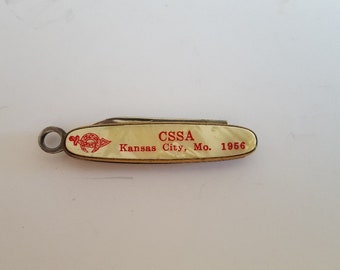 CSSA
Kansas City, Mo. 1956